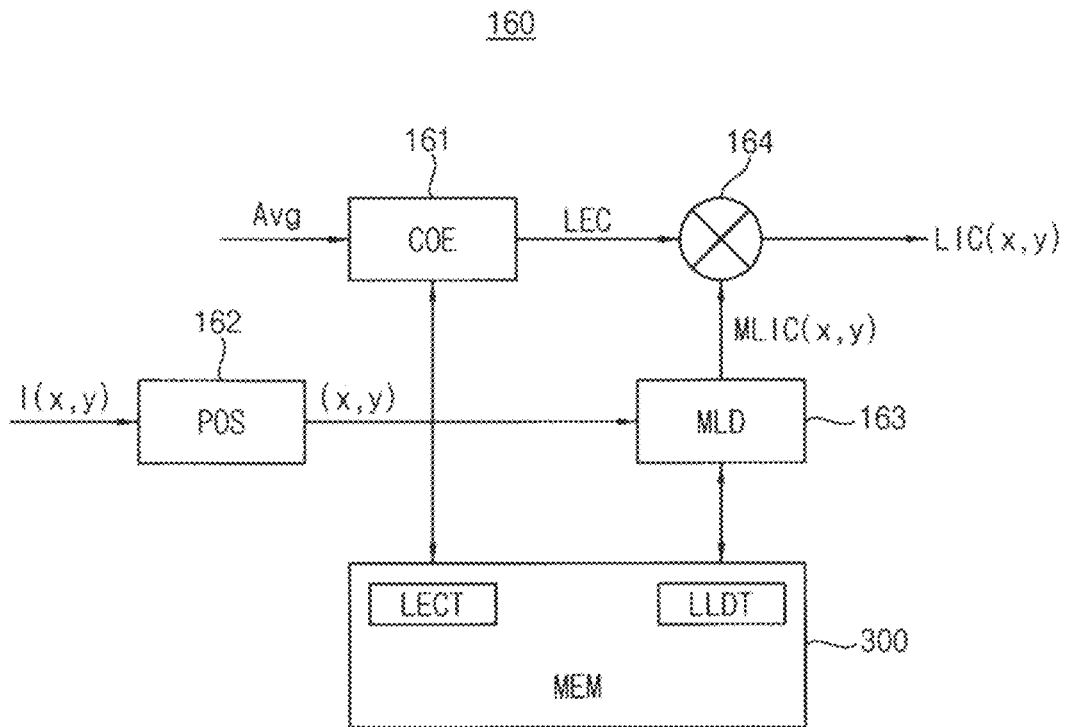 160
161
164
Avg
COE
LEC
LIC(x,y)
162
MLIC(x,y)
I(x,y)
POS
(x,y)
MLD
163
LECT
LLDT
300
MEM